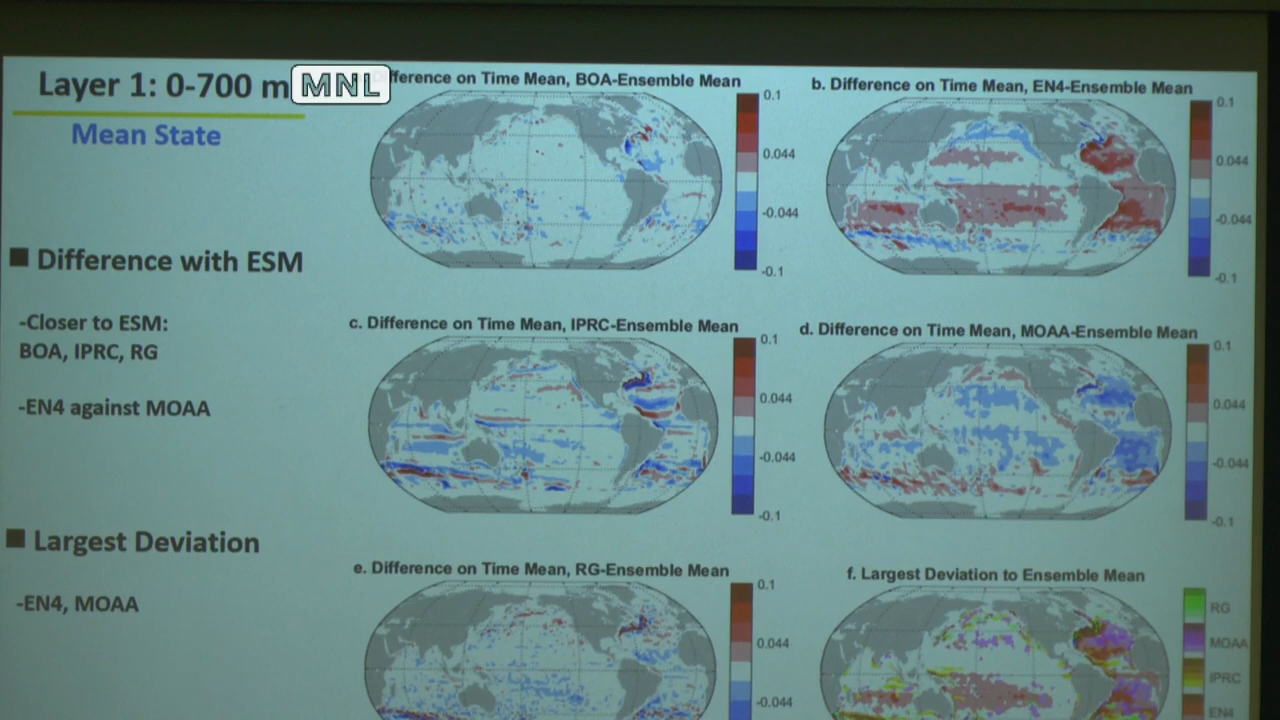 Layer 1: 0-700 m
MNL
Mean State
Difference with ESM
-Closer to ESM:
BOA, IPRC, RG
-EN4 against MOAA
Largest Deviation
-EN4, MOAA
fference on Time Mean, BOA-Ensemble Mean
0.1
0.044
-0.044
-0.1
b. Difference on Time Mean, EN4-Ensemble Mean
0.1
0.044
-0.044
-0.1
c. Difference on Time Mean, IPRC-Ensemble Mean
0.1
0.044
-0.044
-0.1
d. Difference on Time Mean, MOAA-Ensemble Mean
0.1
0.044
-0.044
-0.1
e. Difference on Time Mean, RG-Ensemble Mean
0.1
0.044
-0.044
f. Largest Deviation to Ensemble Mean
RG
MOAA
IPRC
EN4